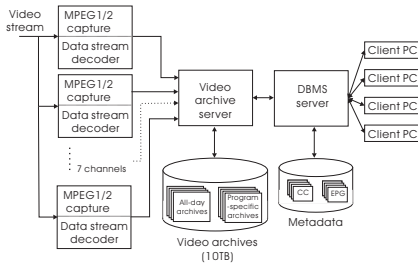 Video
stream
MPEG1/2
capture
Data stream
decoder
MPEG1/2
capture
Data stream
decoder
7 channels
MPEG1/2
capture
Data stream
decoder
Video
archive
server
DBMS
server
Client PC
Client PC
Client PC
Client PC
All-day
archives
Program
-specific
archives
Video archives
(10TB)
CC
EPG
Metadata